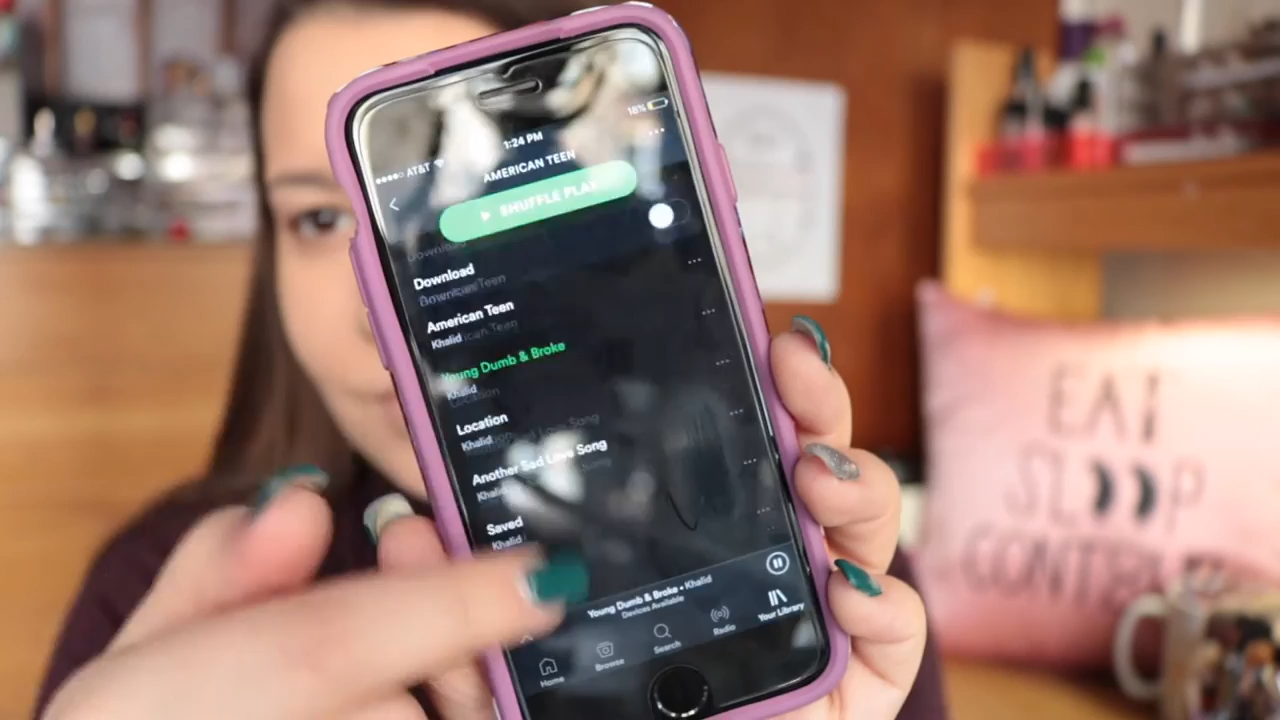 18%
1:24 PM
AT&T
AMERICAN TEEN
SHUFFLE PLAY
Download
American Teen
Khalid
Young Dumb & Broke
Khalid
Location
Khalid
Another Sad Love Song
Khalid
Saved
Khalid
Young Dumb & Broke • Khalid
Devices Available
Home
Browse
Search
Radio
Your Library
EAT
SL P